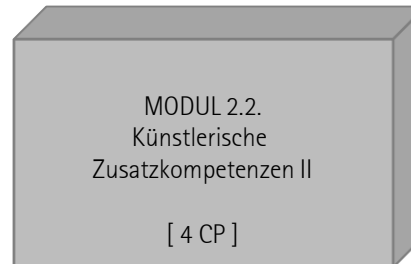 MODUL 2.2.
Künstlerische
Zusatzkompetenzen II
[ 4 CP ]